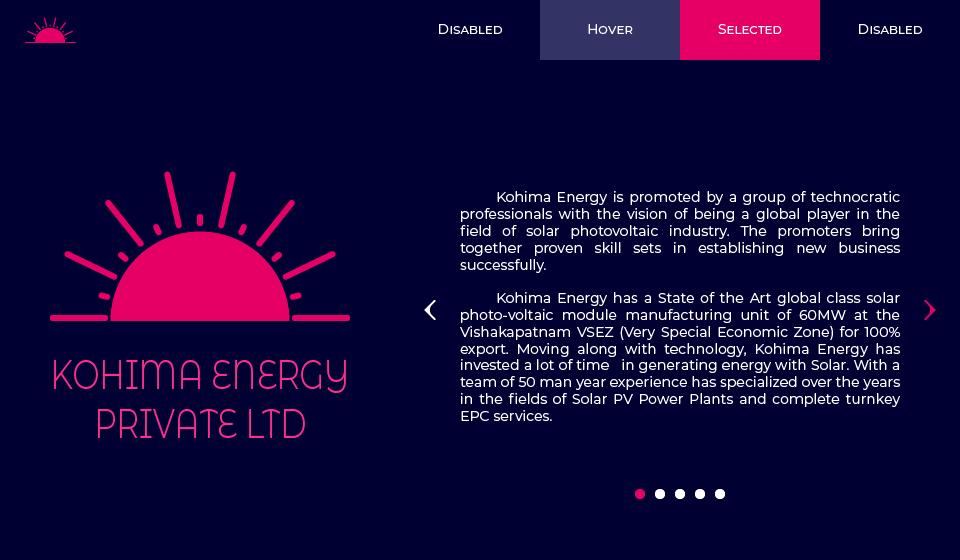 Disabled
Hover
Selected
Disabled
Kohima Energy is promoted by a group of technocratic
professionals with the vision of being a global player in the
field of solar photovoltaic industry. The promoters bring
together proven skill sets in establishing new business
successfully.
Kohima Energy has a State of the Art global class solar
photo-voltaic module manufacturing unit of 60MW at the
Vishakapatnam VSEZ (Very Special Economic Zone) for 100%
export. Moving along with technology, Kohima Energy has
invested a lot of time in generating energy with Solar. With a
team of 50 man year experience has specialized over the years
in the fields of Solar PV Power Plants and complete turnkey
EPC services.
KOHIMA ENERGY
PRIVATE LTD